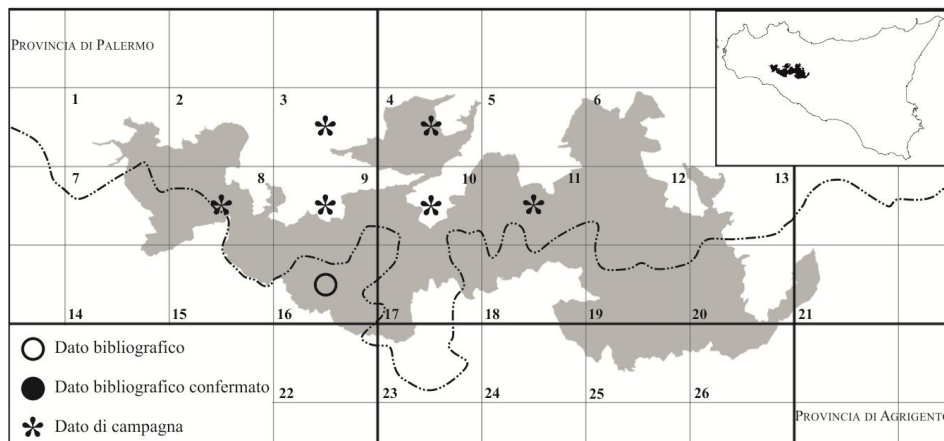 PROVINCIA DI PALERMO
1 2 3 4 5 6
7 8 9 10 11 12 13
14 15 16 17 18 19 20 21
Dato bibliografico
Dato bibliografico confermato
22 23 24 25 26
Dato di campagna
PROVINCIA DI AGRIGENTO